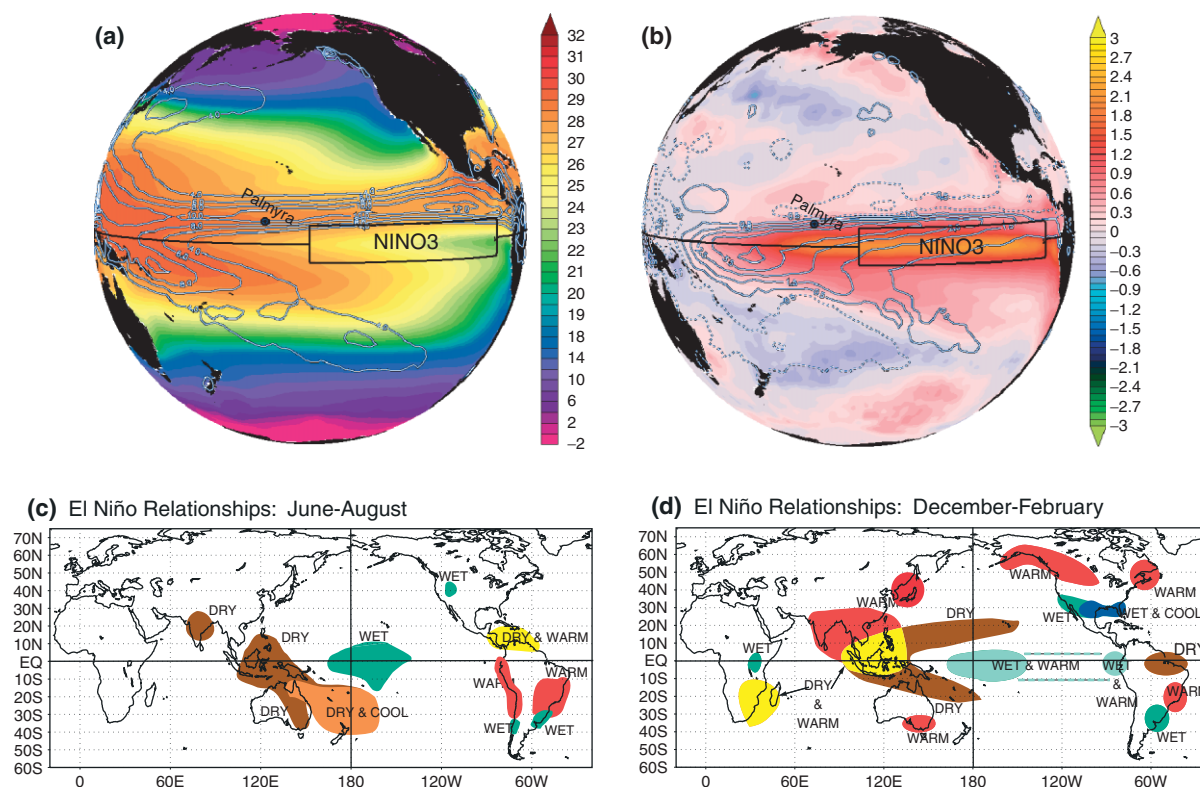 (a)
Palmyra
NINO3
32
31
30
29
28
27
26
25
24
23
22
21
20
19
18
14
10
6
2
−2
(b)
Palmyra
NINO3
3
2.7
2.4
2.1
1.8
1.5
1.2
0.9
0.6
0.3
0
−0.3
−0.6
−0.9
−1.2
−1.5
−1.8
−2.1
−2.4
−2.7
−3
(c) El Niño Relationships: June-August
70N
60N
50N
40N
30N
20N
10N
EQ
10S
20S
30S
40S
50S
60S
0 60E 120E 180 120W 60W
WET
DRY
DRY
WET
DRY & WARM
WAR
WARM
DRY
DRY & COOL
WET
WET
(d) El Niño Relationships: December-February
70N
60N
50N
40N
30N
20N
10N
EQ
10S
20S
30S
40S
50S
60S
0 60E 120E 180 120W 60W
WARM
WARM
WARM
DRY
WET
WET & COOL
WET
WET & WARM
WET
&
WARM
DRY
DRY
&
WARM
DRY
WARM
WARM
WET